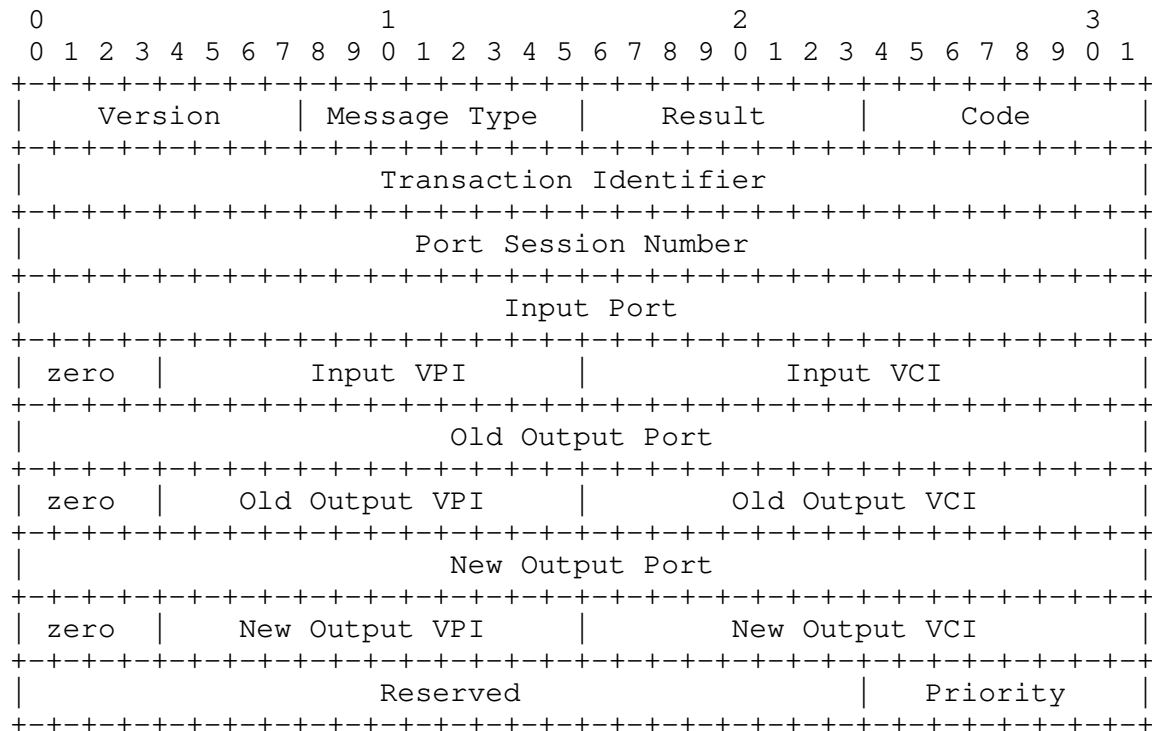 0                   1                   2                   3
 0 1 2 3 4 5 6 7 8 9 0 1 2 3 4 5 6 7 8 9 0 1 2 3 4 5 6 7 8 9 0 1
+-+-+-+-+-+-+-+-+-+-+-+-+-+-+-+-+-+-+-+-+-+-+-+-+-+-+-+-+-+-+-+-+
|    Version    | Message Type  |    Result     |     Code      |
+-+-+-+-+-+-+-+-+-+-+-+-+-+-+-+-+-+-+-+-+-+-+-+-+-+-+-+-+-+-+-+-+
|                    Transaction Identifier                     |
+-+-+-+-+-+-+-+-+-+-+-+-+-+-+-+-+-+-+-+-+-+-+-+-+-+-+-+-+-+-+-+-+
|                      Port Session Number                      |
+-+-+-+-+-+-+-+-+-+-+-+-+-+-+-+-+-+-+-+-+-+-+-+-+-+-+-+-+-+-+-+-+
|                           Input Port                          |
+-+-+-+-+-+-+-+-+-+-+-+-+-+-+-+-+-+-+-+-+-+-+-+-+-+-+-+-+-+-+-+-+
| zero  |        Input VPI      |           Input VCI           |
+-+-+-+-+-+-+-+-+-+-+-+-+-+-+-+-+-+-+-+-+-+-+-+-+-+-+-+-+-+-+-+-+
|                        Old Output Port                        |
+-+-+-+-+-+-+-+-+-+-+-+-+-+-+-+-+-+-+-+-+-+-+-+-+-+-+-+-+-+-+-+-+
| zero  |    Old Output VPI     |        Old Output VCI         |
+-+-+-+-+-+-+-+-+-+-+-+-+-+-+-+-+-+-+-+-+-+-+-+-+-+-+-+-+-+-+-+-+
|                        New Output Port                        |
+-+-+-+-+-+-+-+-+-+-+-+-+-+-+-+-+-+-+-+-+-+-+-+-+-+-+-+-+-+-+-+-+
| zero  |    New Output VPI     |        New Output VCI         |
+-+-+-+-+-+-+-+-+-+-+-+-+-+-+-+-+-+-+-+-+-+-+-+-+-+-+-+-+-+-+-+-+
|                    Reserved                   |   Priority    |
+-+-+-+-+-+-+-+-+-+-+-+-+-+-+-+-+-+-+-+-+-+-+-+-+-+-+-+-+-+-+-+-+